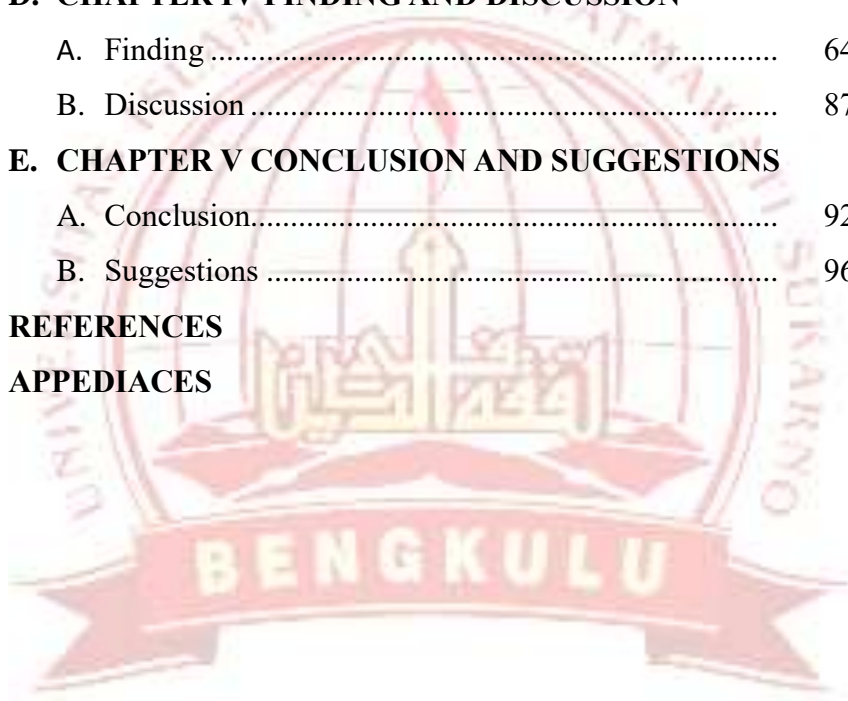 D. CHAPTER IV FINDING AND DISCUSSION
A. Finding ........................................................................ 64
B. Discussion ................................................................... 87
E. CHAPTER V CONCLUSION AND SUGGESTIONS
A. Conclusion.................................................................... 92
B. Suggestions ................................................................. 96
REFERENCES
APPEDIACES
BENGKULU